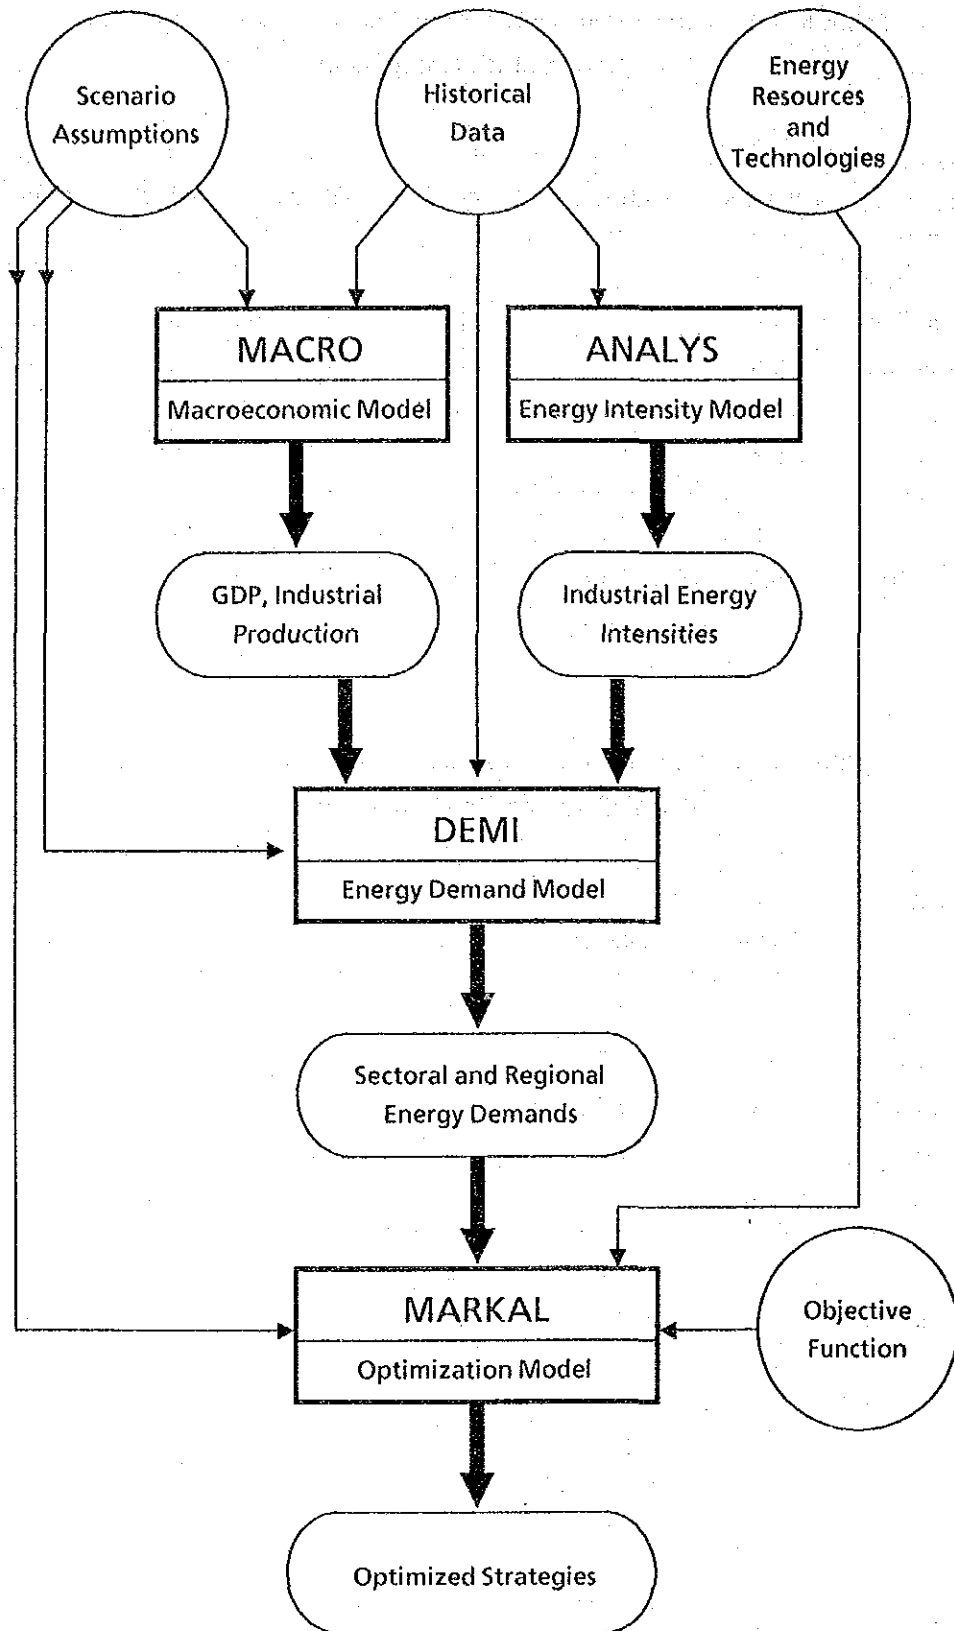 Scenario
Assumptions
Historical
Data
Energy
Resources
and
Technologies
MACRO
Macroeconomic Model
ANALYS
Energy Intensity Model
GDP, Industrial
Production
Industrial Energy
Intensities
DEMI
Energy Demand Model
Sectoral and Regional
Energy Demands
MARKAL
Optimization Model
Objective
Function
Optimized Strategies